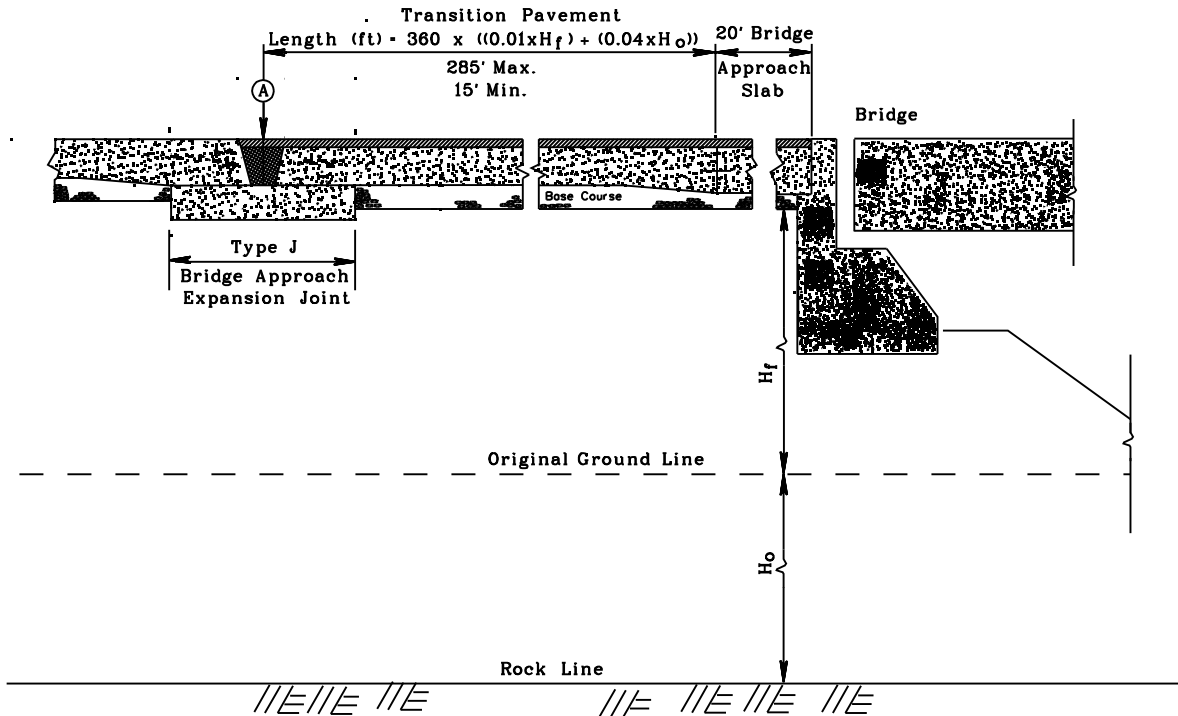 Transition Pavement
Length (ft) = 360 x ((0.01xHf) + (0.04xHo))
285' Max.
15' Min.
20' Bridge
Approach
Slab
A
Bridge
Base Course
Type J
Bridge Approach
Expansion Joint
Hf
Original Ground Line
Ho
Rock Line